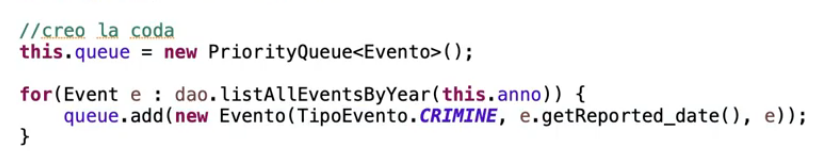 //creo la coda
this.queue = new PriorityQueue<Evento>();
for(Event e : dao.listAllEventsByYear(this.anno)) {
queue.add(new Evento(TipoEvento.CRIMINE, e.getReported_date(), e));
}